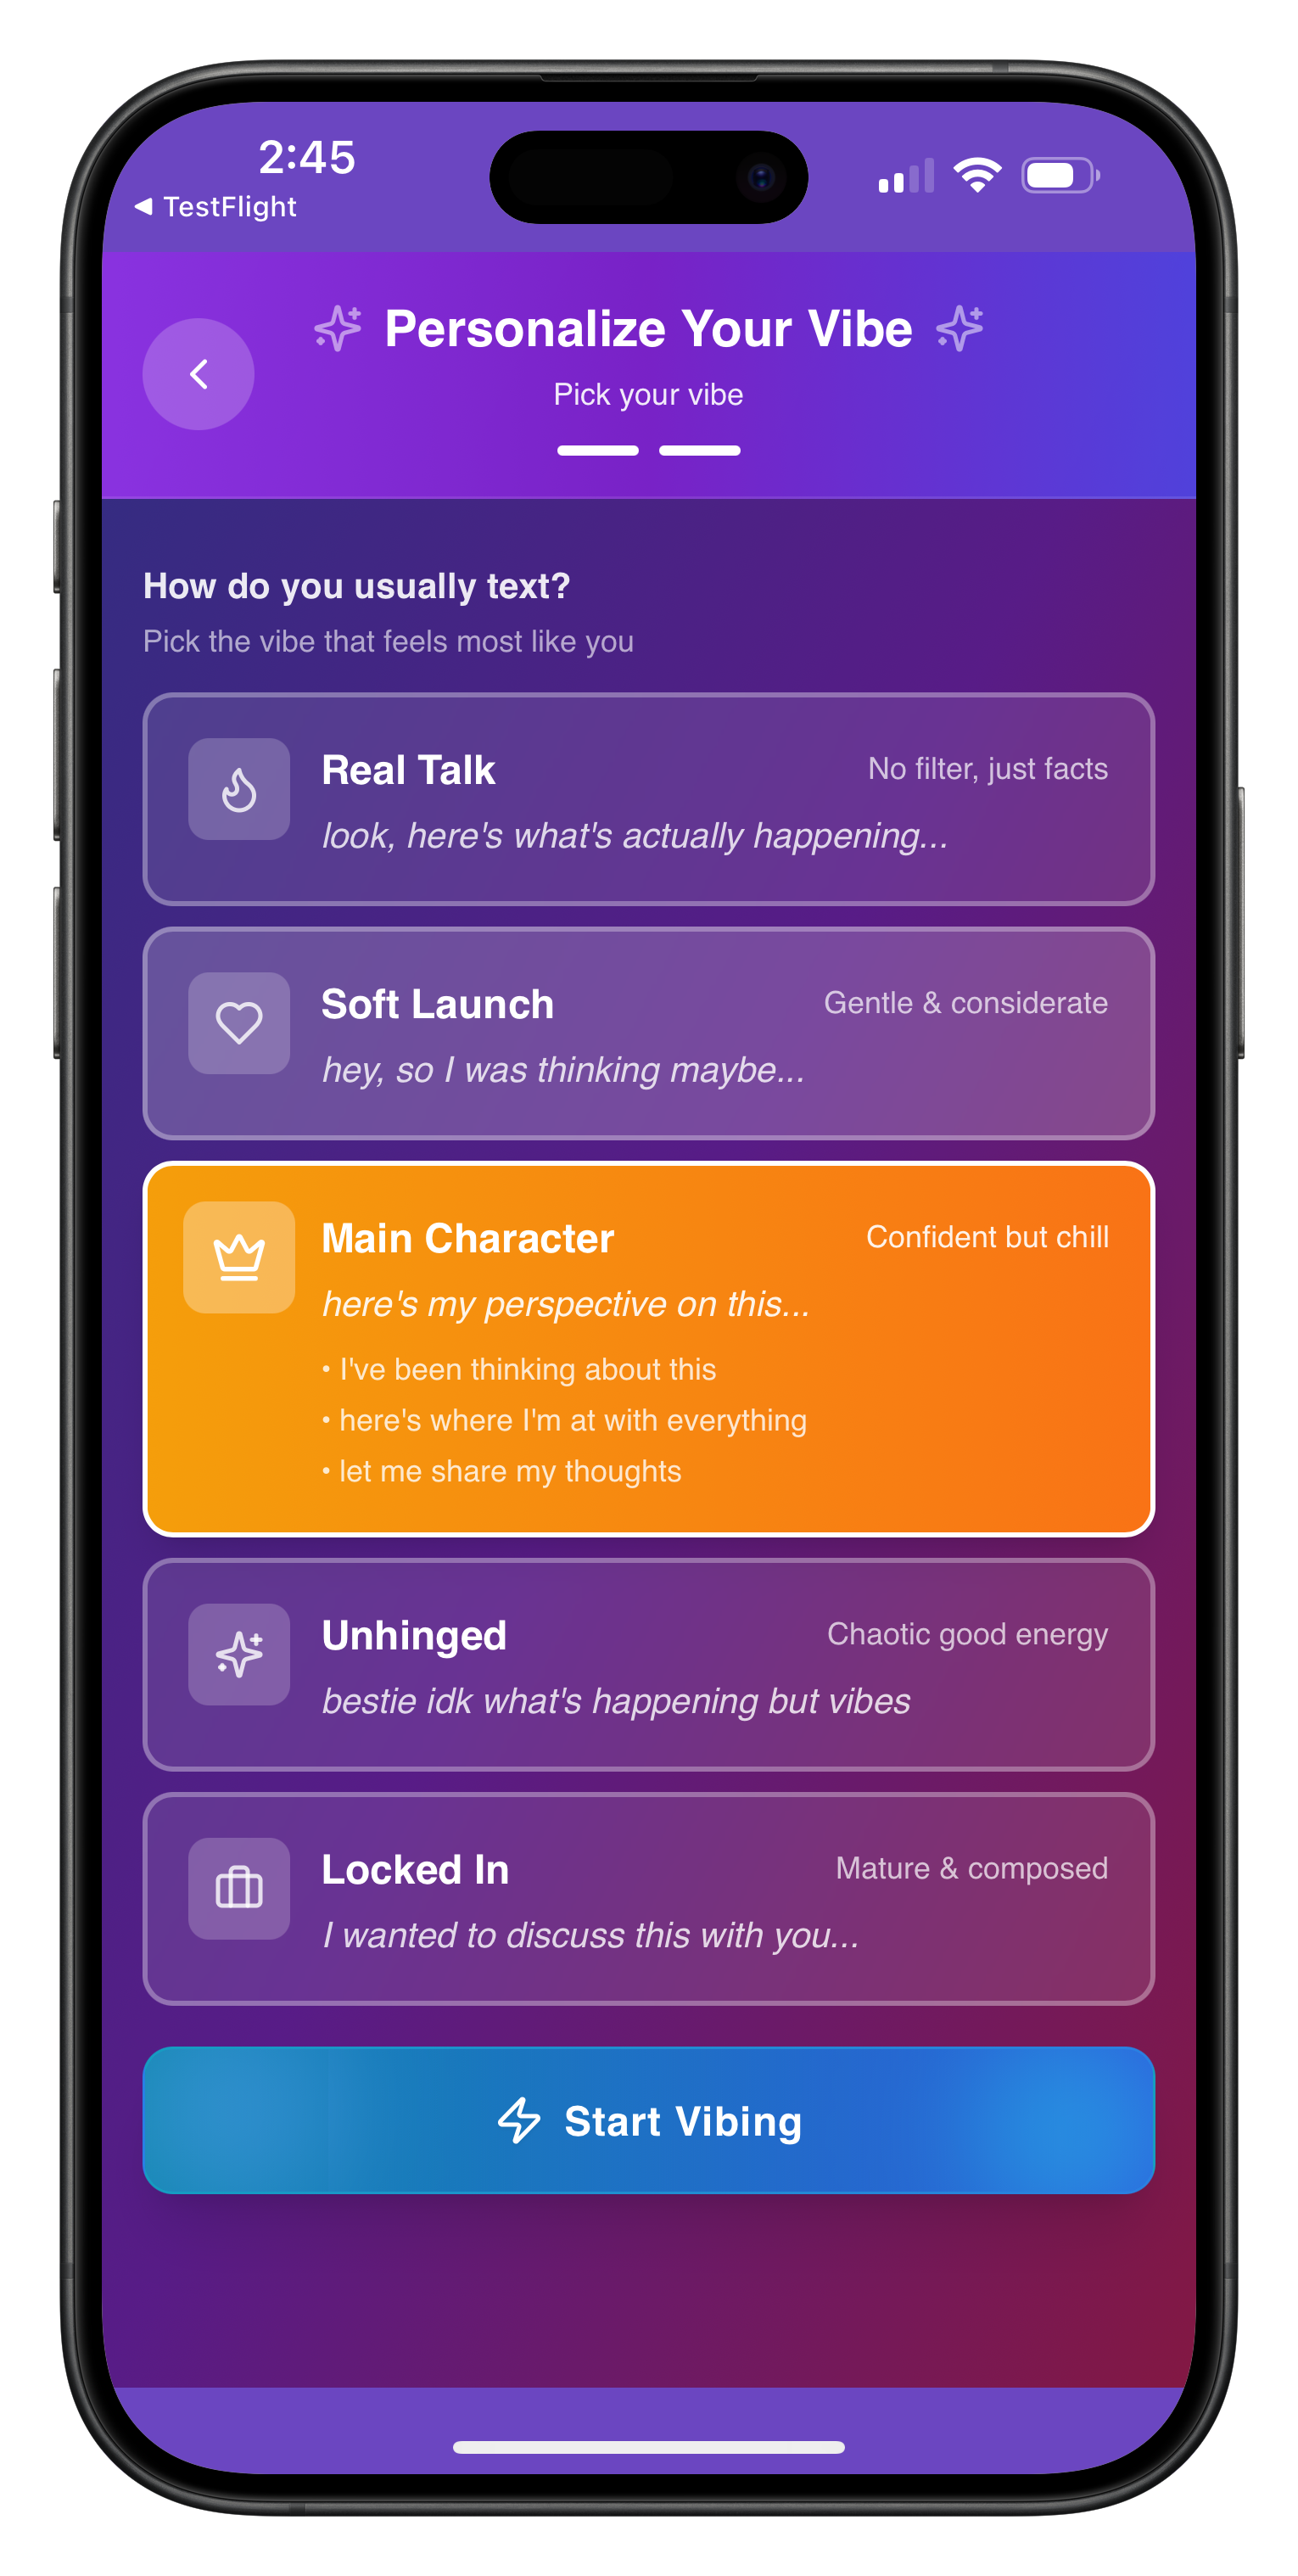 2:45
◀ TestFlight
Personalize Your Vibe
Pick your vibe
How do you usually text?
Pick the vibe that feels most like you
Real Talk
No filter, just facts
look, here's what's actually happening...
Soft Launch
Gentle & considerate
hey, so I was thinking maybe...
Main Character
Confident but chill
here's my perspective on this...
• I've been thinking about this
• here's where I'm at with everything
• let me share my thoughts
Unhinged
Chaotic good energy
bestie idk what's happening but vibes
Locked In
Mature & composed
I wanted to discuss this with you...
Start Vibing